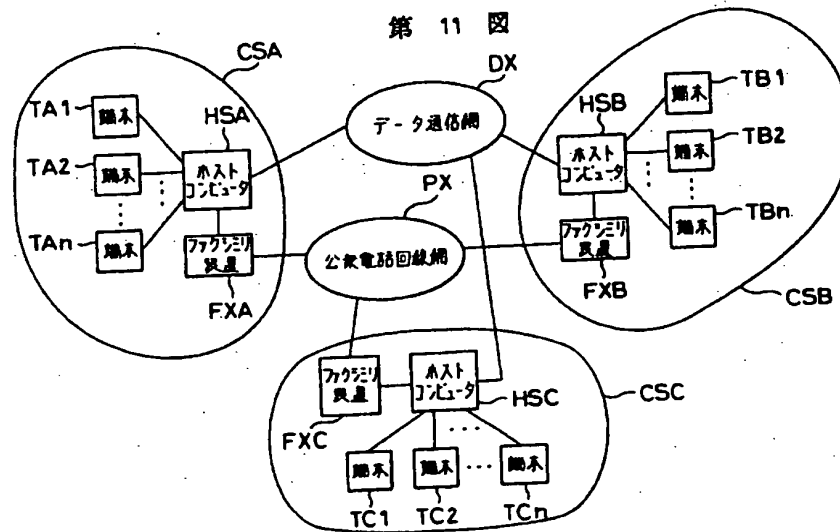 第 11 図
CSA
DX
TA1
端末
HSA
データ通信網
HSB
端末
TB1
TA2
端末
ホスト
コンピュータ
PX
ホスト
コンピュータ
端末
TB2
TAn
端末
ファクシミリ
装置
公衆電話回線網
ファクシミリ
装置
端末
TBn
FXA
FXB
CSB
ファクシミリ
装置
ホスト
コンピュータ
CSC
HSC
FXC
端末
端末
端末
TC1
TC2
TCn